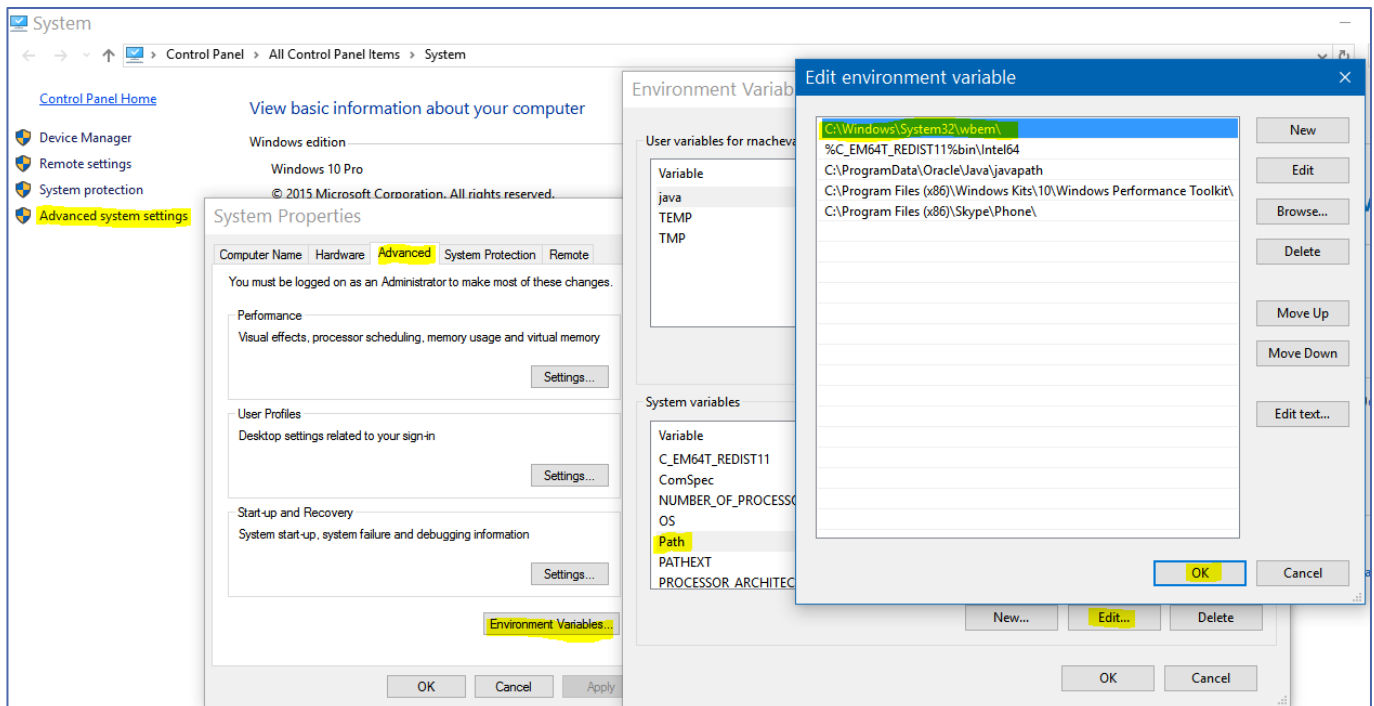 System
Control Panel > All Control Panel Items > System
Control Panel Home
Device Manager
Remote settings
System protection
Advanced system settings
View basic information about your computer
Windows edition
Windows 10 Pro
© 2015 Microsoft Corporation. All rights reserved.
System Properties
Computer Name Hardware Advanced System Protection Remote
You must be logged on as an Administrator to make most of these changes.
Performance
Visual effects, processor scheduling, memory usage and virtual memory
Settings...
User Profiles
Desktop settings related to your sign-in
Settings...
Start-up and Recovery
System start-up, system failure and debugging information
Settings...
Environment Variables...
OK Cancel Apply
Environment Variab
User variables for rnacheva
Variable
java
TEMP
TMP
System variables
Variable
C_EM64T_REDIST11
ComSpec
NUMBER_OF_PROCESSO
OS
Path
PATHEXT
PROCESSOR ARCHITEC
New... Edit... Delete
OK Cancel
Edit environment variable
C:\Windows\System32\wbem\
%C_EM64T_REDIST11%bin\Intel64
C:\ProgramData\Oracle\Java\javapath
C:\Program Files (x86)\Windows Kits\10\Windows Performance Toolkit\
C:\Program Files (x86)\Skype\Phone\
New
Edit
Browse...
Delete
Move Up
Move Down
Edit text...
OK Cancel